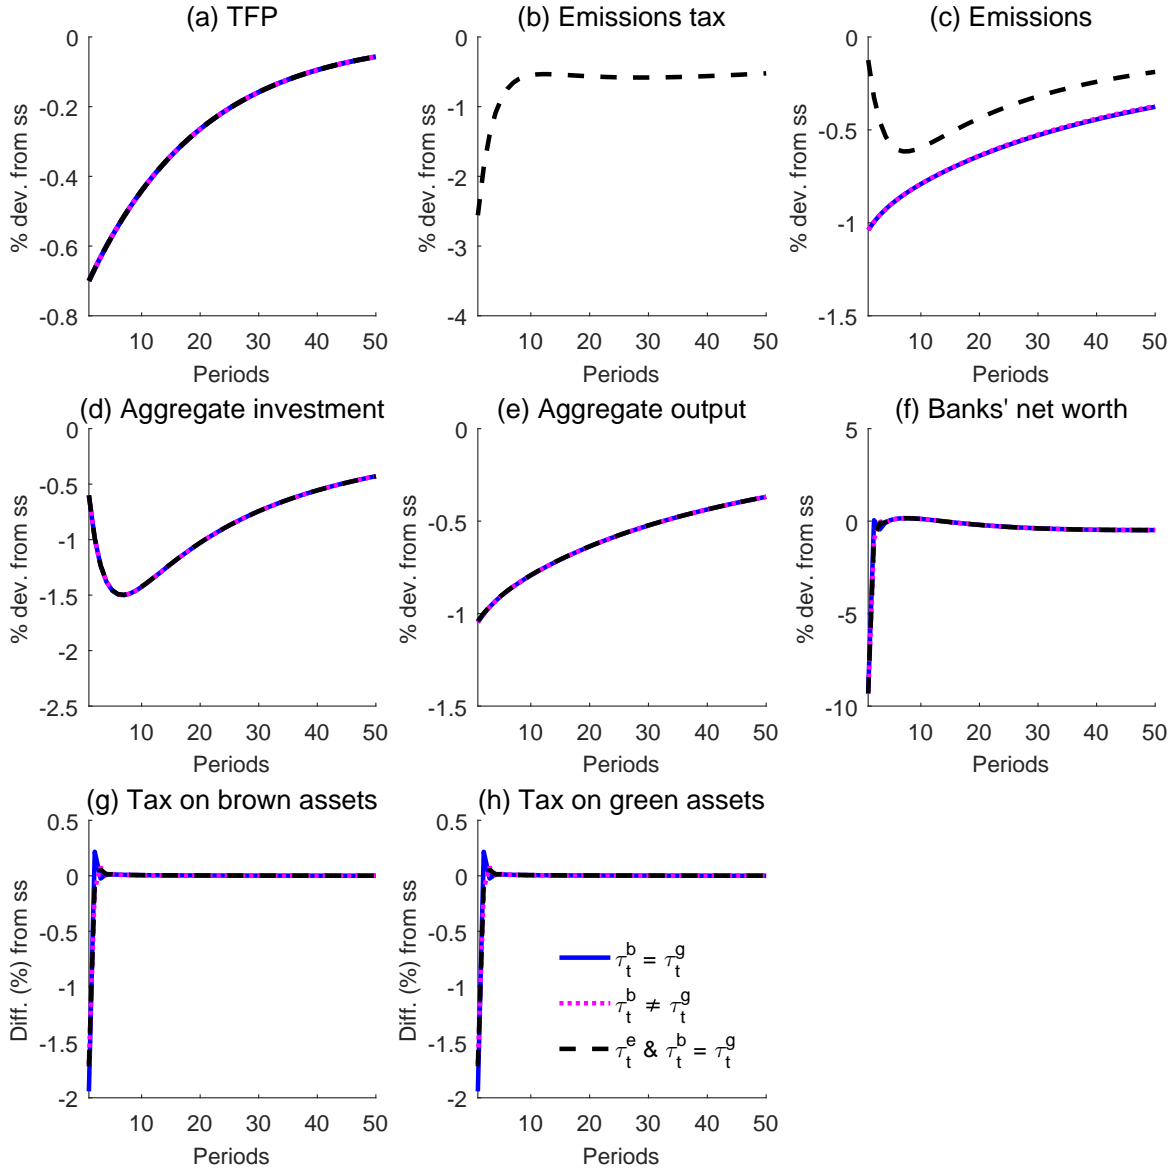 (a) TFP
(b) Emissions tax
(c) Emissions
% dev. from ss
0
-0.2
-0.4
-0.6
-0.8
10 20 30 40 50
Periods
% dev. from ss
0
-1
-2
-3
-4
10 20 30 40 50
Periods
% dev. from ss
0
-0.5
-1
-1.5
10 20 30 40 50
Periods
(d) Aggregate investment
(e) Aggregate output
(f) Banks' net worth
% dev. from ss
0
-0.5
-1
-1.5
-2
-2.5
10 20 30 40 50
Periods
% dev. from ss
0
-0.5
-1
-1.5
10 20 30 40 50
Periods
% dev. from ss
5
0
-5
-10
10 20 30 40 50
Periods
(g) Tax on brown assets
(h) Tax on green assets
Diff. (%) from ss
0.5
0
-0.5
-1
-1.5
-2
10 20 30 40 50
Periods
Diff. (%) from ss
0.5
0
-0.5
-1
-1.5
-2
10 20 30 40 50
Periods
τ_t^b = τ_t^g
τ_t^b ≠ τ_t^g
τ_t^e & τ_t^b = τ_t^g